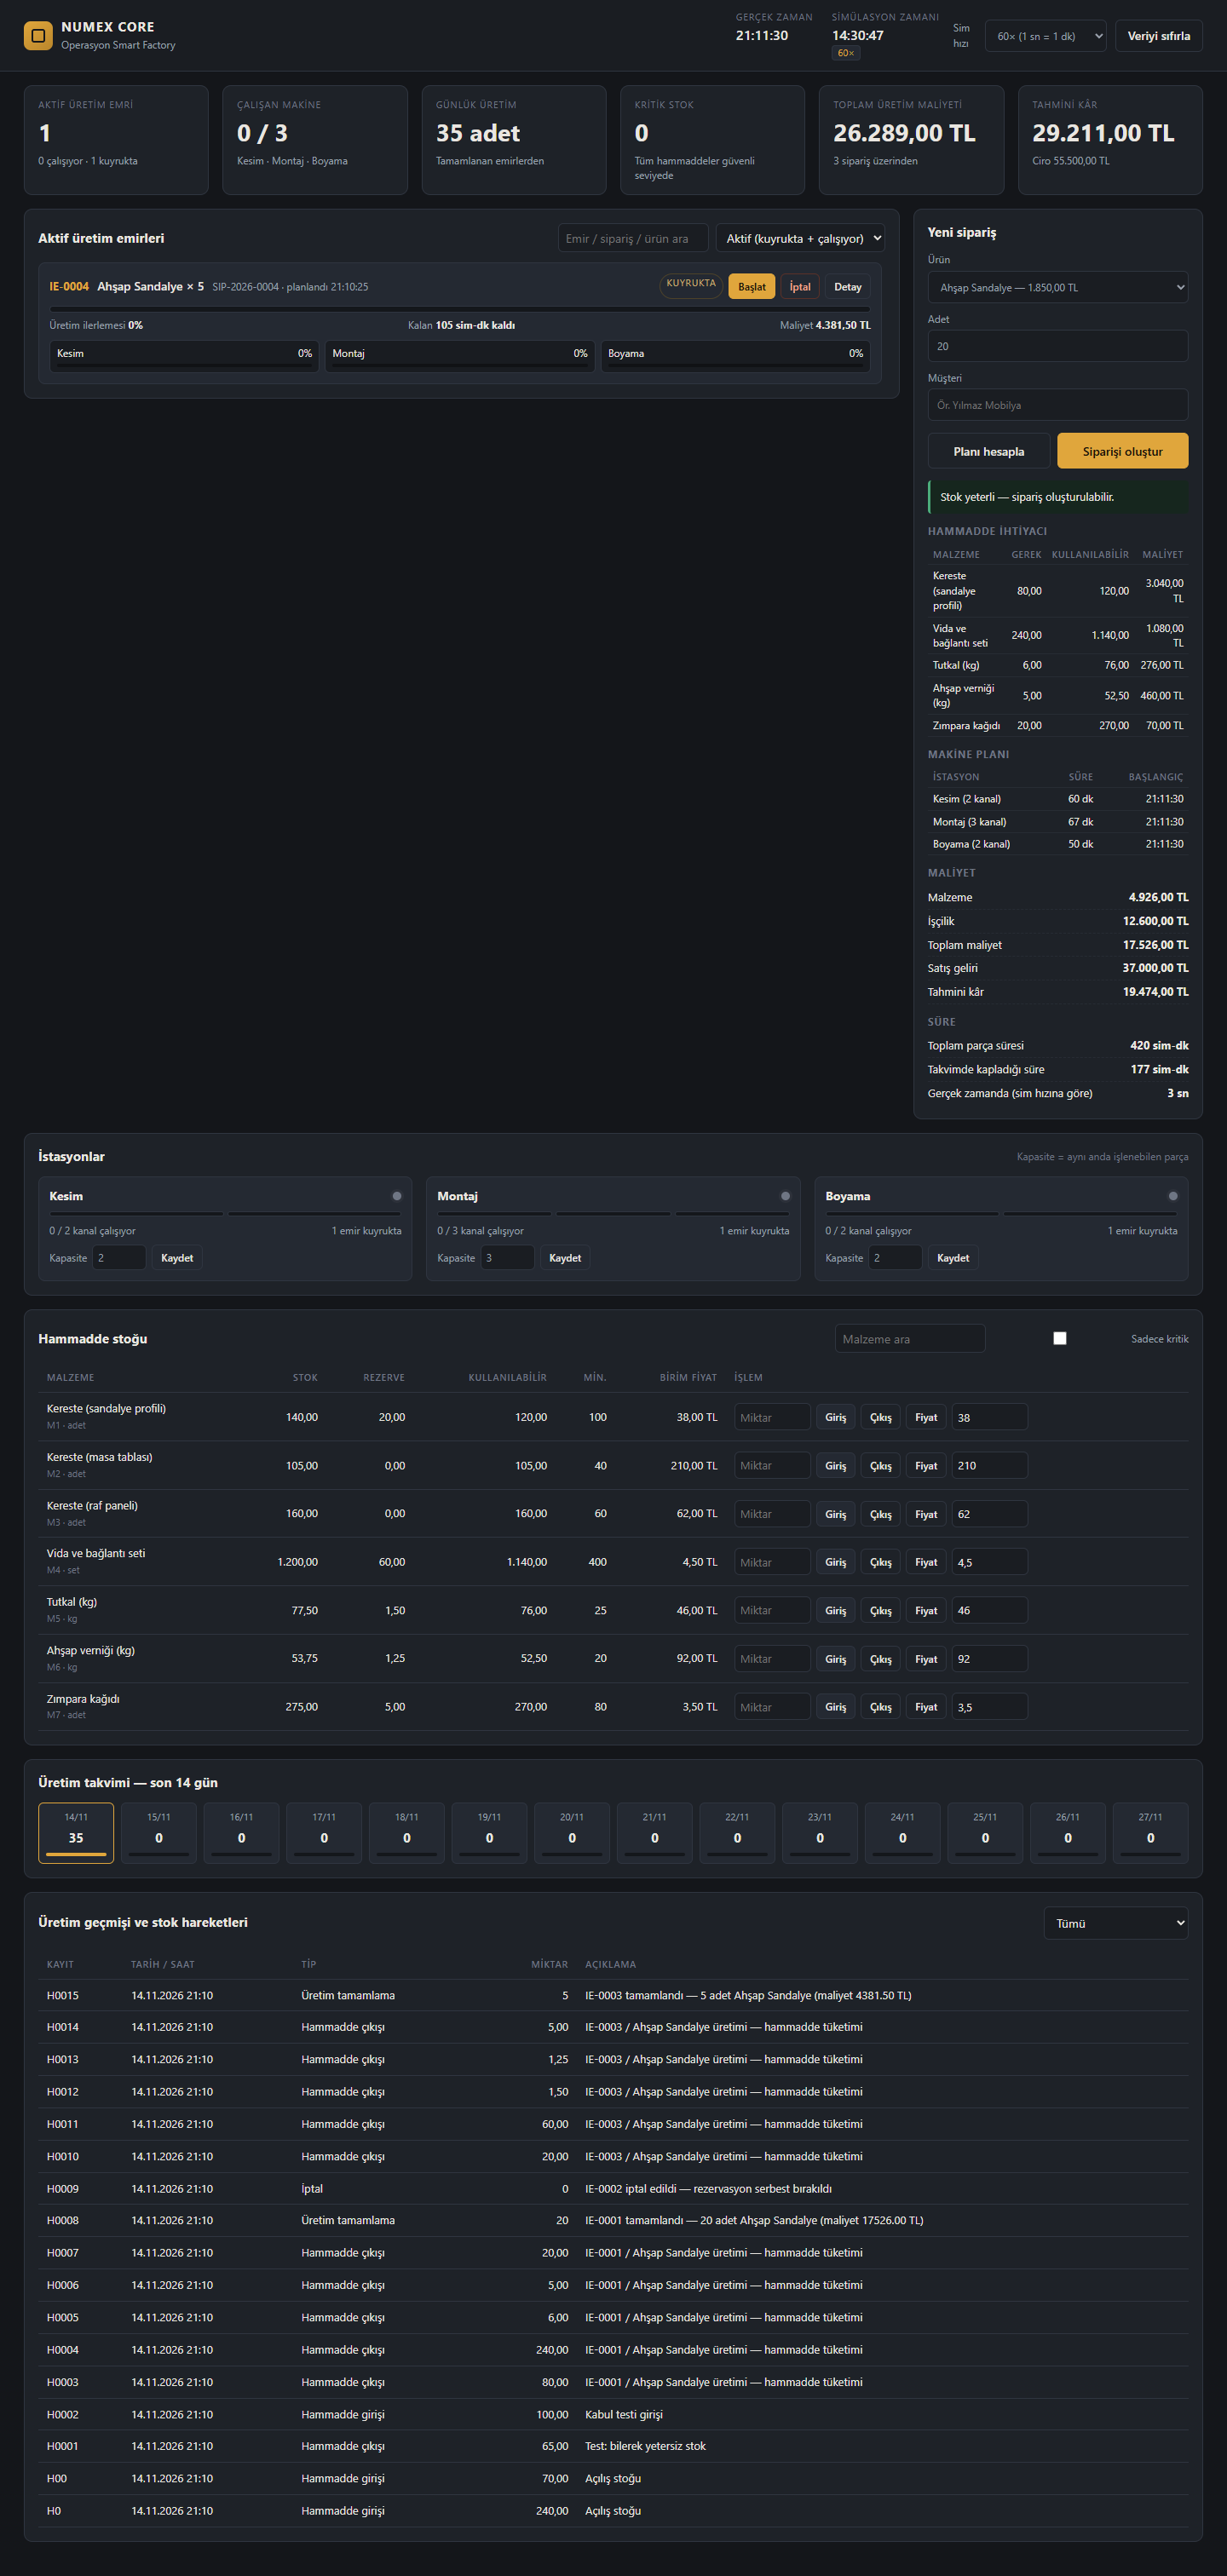 NUMEX CORE
Operasyon Smart Factory
GERÇEK ZAMAN
21:11:30
SİMÜLASYON ZAMANI
14:30:47
60×
Sim hızı
60× (1 sn = 1 dk)
Veriyi sıfırla
AKTİF ÜRETİM EMRİ
1
0 çalışıyor · 1 kuyrukta
ÇALIŞAN MAKİNE
0 / 3
Kesim · Montaj · Boyama
GÜNLÜK ÜRETİM
35 adet
Tamamlanan emirlerden
KRİTİK STOK
0
Tüm hammaddeler güvenli
seviyede
TOPLAM ÜRETİM MALİYETİ
26.289,00 TL
3 sipariş üzerinden
TAHMİNİ KÂR
29.211,00 TL
Ciro 55.500,00 TL
Aktif üretim emirleri
Emir / sipariş / ürün ara
Aktif (kuyrukta + çalışıyor)
IE-0004 Ahşap Sandalye × 5 SIP-2026-0004 · planlandı 21:10:25
KUYRUKTA Başlat İptal Detay
Üretim ilerlemesi 0% Kalan 105 sim-dk kaldı Maliyet 4.381,50 TL
Kesim 0% Montaj 0% Boyama 0%
Yeni sipariş
Ürün
Ahşap Sandalye — 1.850,00 TL
Adet
20
Müşteri
Ör. Yılmaz Mobilya
Planı hesapla Siparişi oluştur
Stok yeterli — sipariş oluşturulabilir.
HAMMADDE İHTİYACI
MALZEME GEREK KULLANILABİLİR MALİYET
Kereste (sandalye profili) 80,00 120,00 3.040,00 TL
Vida ve bağlantı seti 240,00 1.140,00 1.080,00 TL
Tutkal (kg) 6,00 76,00 276,00 TL
Ahşap verniği (kg) 5,00 52,50 460,00 TL
Zımpara kağıdı 20,00 270,00 70,00 TL
MAKİNE PLANI
İSTASYON SÜRE BAŞLANGIÇ
Kesim (2 kanal) 60 dk 21:11:30
Montaj (3 kanal) 67 dk 21:11:30
Boyama (2 kanal) 50 dk 21:11:30
MALİYET
Malzeme 4.926,00 TL
İşçilik 12.600,00 TL
Toplam maliyet 17.526,00 TL
Satış geliri 37.000,00 TL
Tahmini kâr 19.474,00 TL
SÜRE
Toplam parça süresi 420 sim-dk
Takvimde kapladığı süre 177 sim-dk
Gerçek zamanda (sim hızına göre) 3 sn
İstasyonlar
Kapasite = aynı anda işlenebilen parça
Kesim
0 / 2 kanal çalışıyor 1 emir kuyrukta
Kapasite 2 Kaydet
Montaj
0 / 3 kanal çalışıyor 1 emir kuyrukta
Kapasite 3 Kaydet
Boyama
0 / 2 kanal çalışıyor 1 emir kuyrukta
Kapasite 2 Kaydet
Hammadde stoğu
Malzeme ara
Sadece kritik
MALZEME STOK REZERVE KULLANILABİLİR MİN. BİRİM FİYAT İŞLEM
Kereste (sandalye profili) 140,00 20,00 120,00 100 38,00 TL Miktar Giriş Çıkış Fiyat 38
M1 · adet
Kereste (masa tablası) 105,00 0,00 105,00 40 210,00 TL Miktar Giriş Çıkış Fiyat 210
M2 · adet
Kereste (raf paneli) 160,00 0,00 160,00 60 62,00 TL Miktar Giriş Çıkış Fiyat 62
M3 · adet
Vida ve bağlantı seti 1.200,00 60,00 1.140,00 400 4,50 TL Miktar Giriş Çıkış Fiyat 4,5
M4 · set
Tutkal (kg) 77,50 1,50 76,00 25 46,00 TL Miktar Giriş Çıkış Fiyat 46
M5 · kg
Ahşap verniği (kg) 53,75 1,25 52,50 20 92,00 TL Miktar Giriş Çıkış Fiyat 92
M6 · kg
Zımpara kağıdı 275,00 5,00 270,00 80 3,50 TL Miktar Giriş Çıkış Fiyat 3,5
M7 · adet
Üretim takvimi — son 14 gün
14/11 15/11 16/11 17/11 18/11 19/11 20/11 21/11 22/11 23/11 24/11 25/11 26/11 27/11
35 0 0 0 0 0 0 0 0 0 0 0 0 0
Üretim geçmişi ve stok hareketleri
Tümü
KAYIT TARİH / SAAT TİP MİKTAR AÇIKLAMA
H0015 14.11.2026 21:10 Üretim tamamlama 5 IE-0003 tamamlandı — 5 adet Ahşap Sandalye (maliyet 4381.50 TL)
H0014 14.11.2026 21:10 Hammadde çıkışı 5,00 IE-0003 / Ahşap Sandalye üretimi — hammadde tüketimi
H0013 14.11.2026 21:10 Hammadde çıkışı 1,25 IE-0003 / Ahşap Sandalye üretimi — hammadde tüketimi
H0012 14.11.2026 21:10 Hammadde çıkışı 1,50 IE-0003 / Ahşap Sandalye üretimi — hammadde tüketimi
H0011 14.11.2026 21:10 Hammadde çıkışı 60,00 IE-0003 / Ahşap Sandalye üretimi — hammadde tüketimi
H0010 14.11.2026 21:10 Hammadde çıkışı 20,00 IE-0003 / Ahşap Sandalye üretimi — hammadde tüketimi
H0009 14.11.2026 21:10 İptal 0 IE-0002 iptal edildi — rezervasyon serbest bırakıldı
H0008 14.11.2026 21:10 Üretim tamamlama 20 IE-0001 tamamlandı — 20 adet Ahşap Sandalye (maliyet 17526.00 TL)
H0007 14.11.2026 21:10 Hammadde çıkışı 20,00 IE-0001 / Ahşap Sandalye üretimi — hammadde tüketimi
H0006 14.11.2026 21:10 Hammadde çıkışı 5,00 IE-0001 / Ahşap Sandalye üretimi — hammadde tüketimi
H0005 14.11.2026 21:10 Hammadde çıkışı 6,00 IE-0001 / Ahşap Sandalye üretimi — hammadde tüketimi
H0004 14.11.2026 21:10 Hammadde çıkışı 240,00 IE-0001 / Ahşap Sandalye üretimi — hammadde tüketimi
H0003 14.11.2026 21:10 Hammadde çıkışı 80,00 IE-0001 / Ahşap Sandalye üretimi — hammadde tüketimi
H0002 14.11.2026 21:10 Hammadde girişi 100,00 Kabul testi girişi
H0001 14.11.2026 21:10 Hammadde çıkışı 65,00 Test: bilerek yetersiz stok
H00 14.11.2026 21:10 Hammadde girişi 70,00 Açılış stoğu
H0 14.11.2026 21:10 Hammadde girişi 240,00 Açılış stoğu